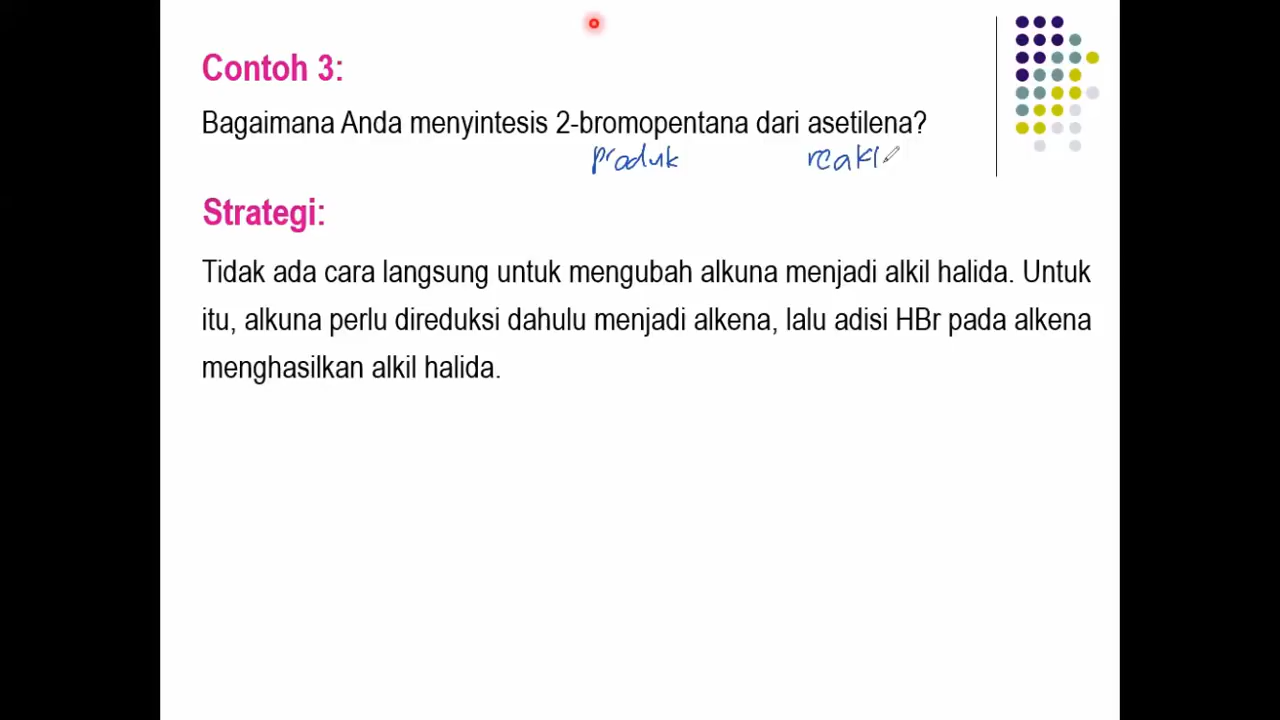 Contoh 3:
Bagaimana Anda menyintesis 2-bromopentana dari asetilena?
produk reakt
Strategi:
Tidak ada cara langsung untuk mengubah alkuna menjadi alkil halida. Untuk
itu, alkuna perlu direduksi dahulu menjadi alkena, lalu adisi HBr pada alkena
menghasilkan alkil halida.